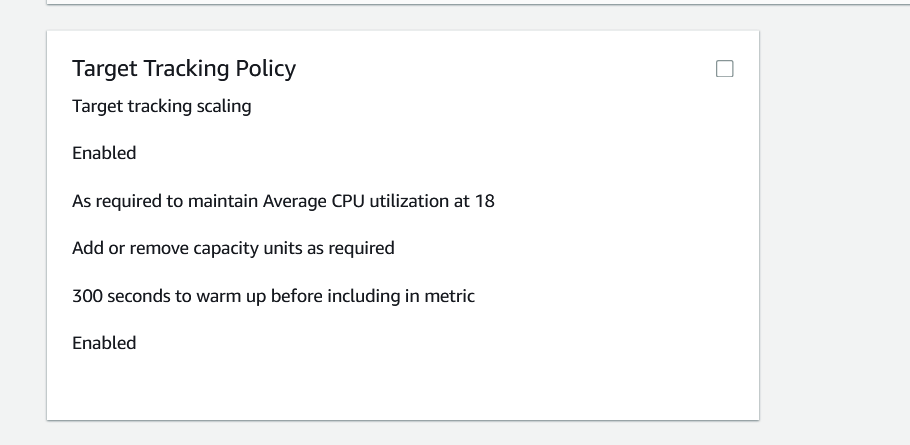 Target Tracking Policy
Target tracking scaling
Enabled
As required to maintain Average CPU utilization at 18
Add or remove capacity units as required
300 seconds to warm up before including in metric
Enabled